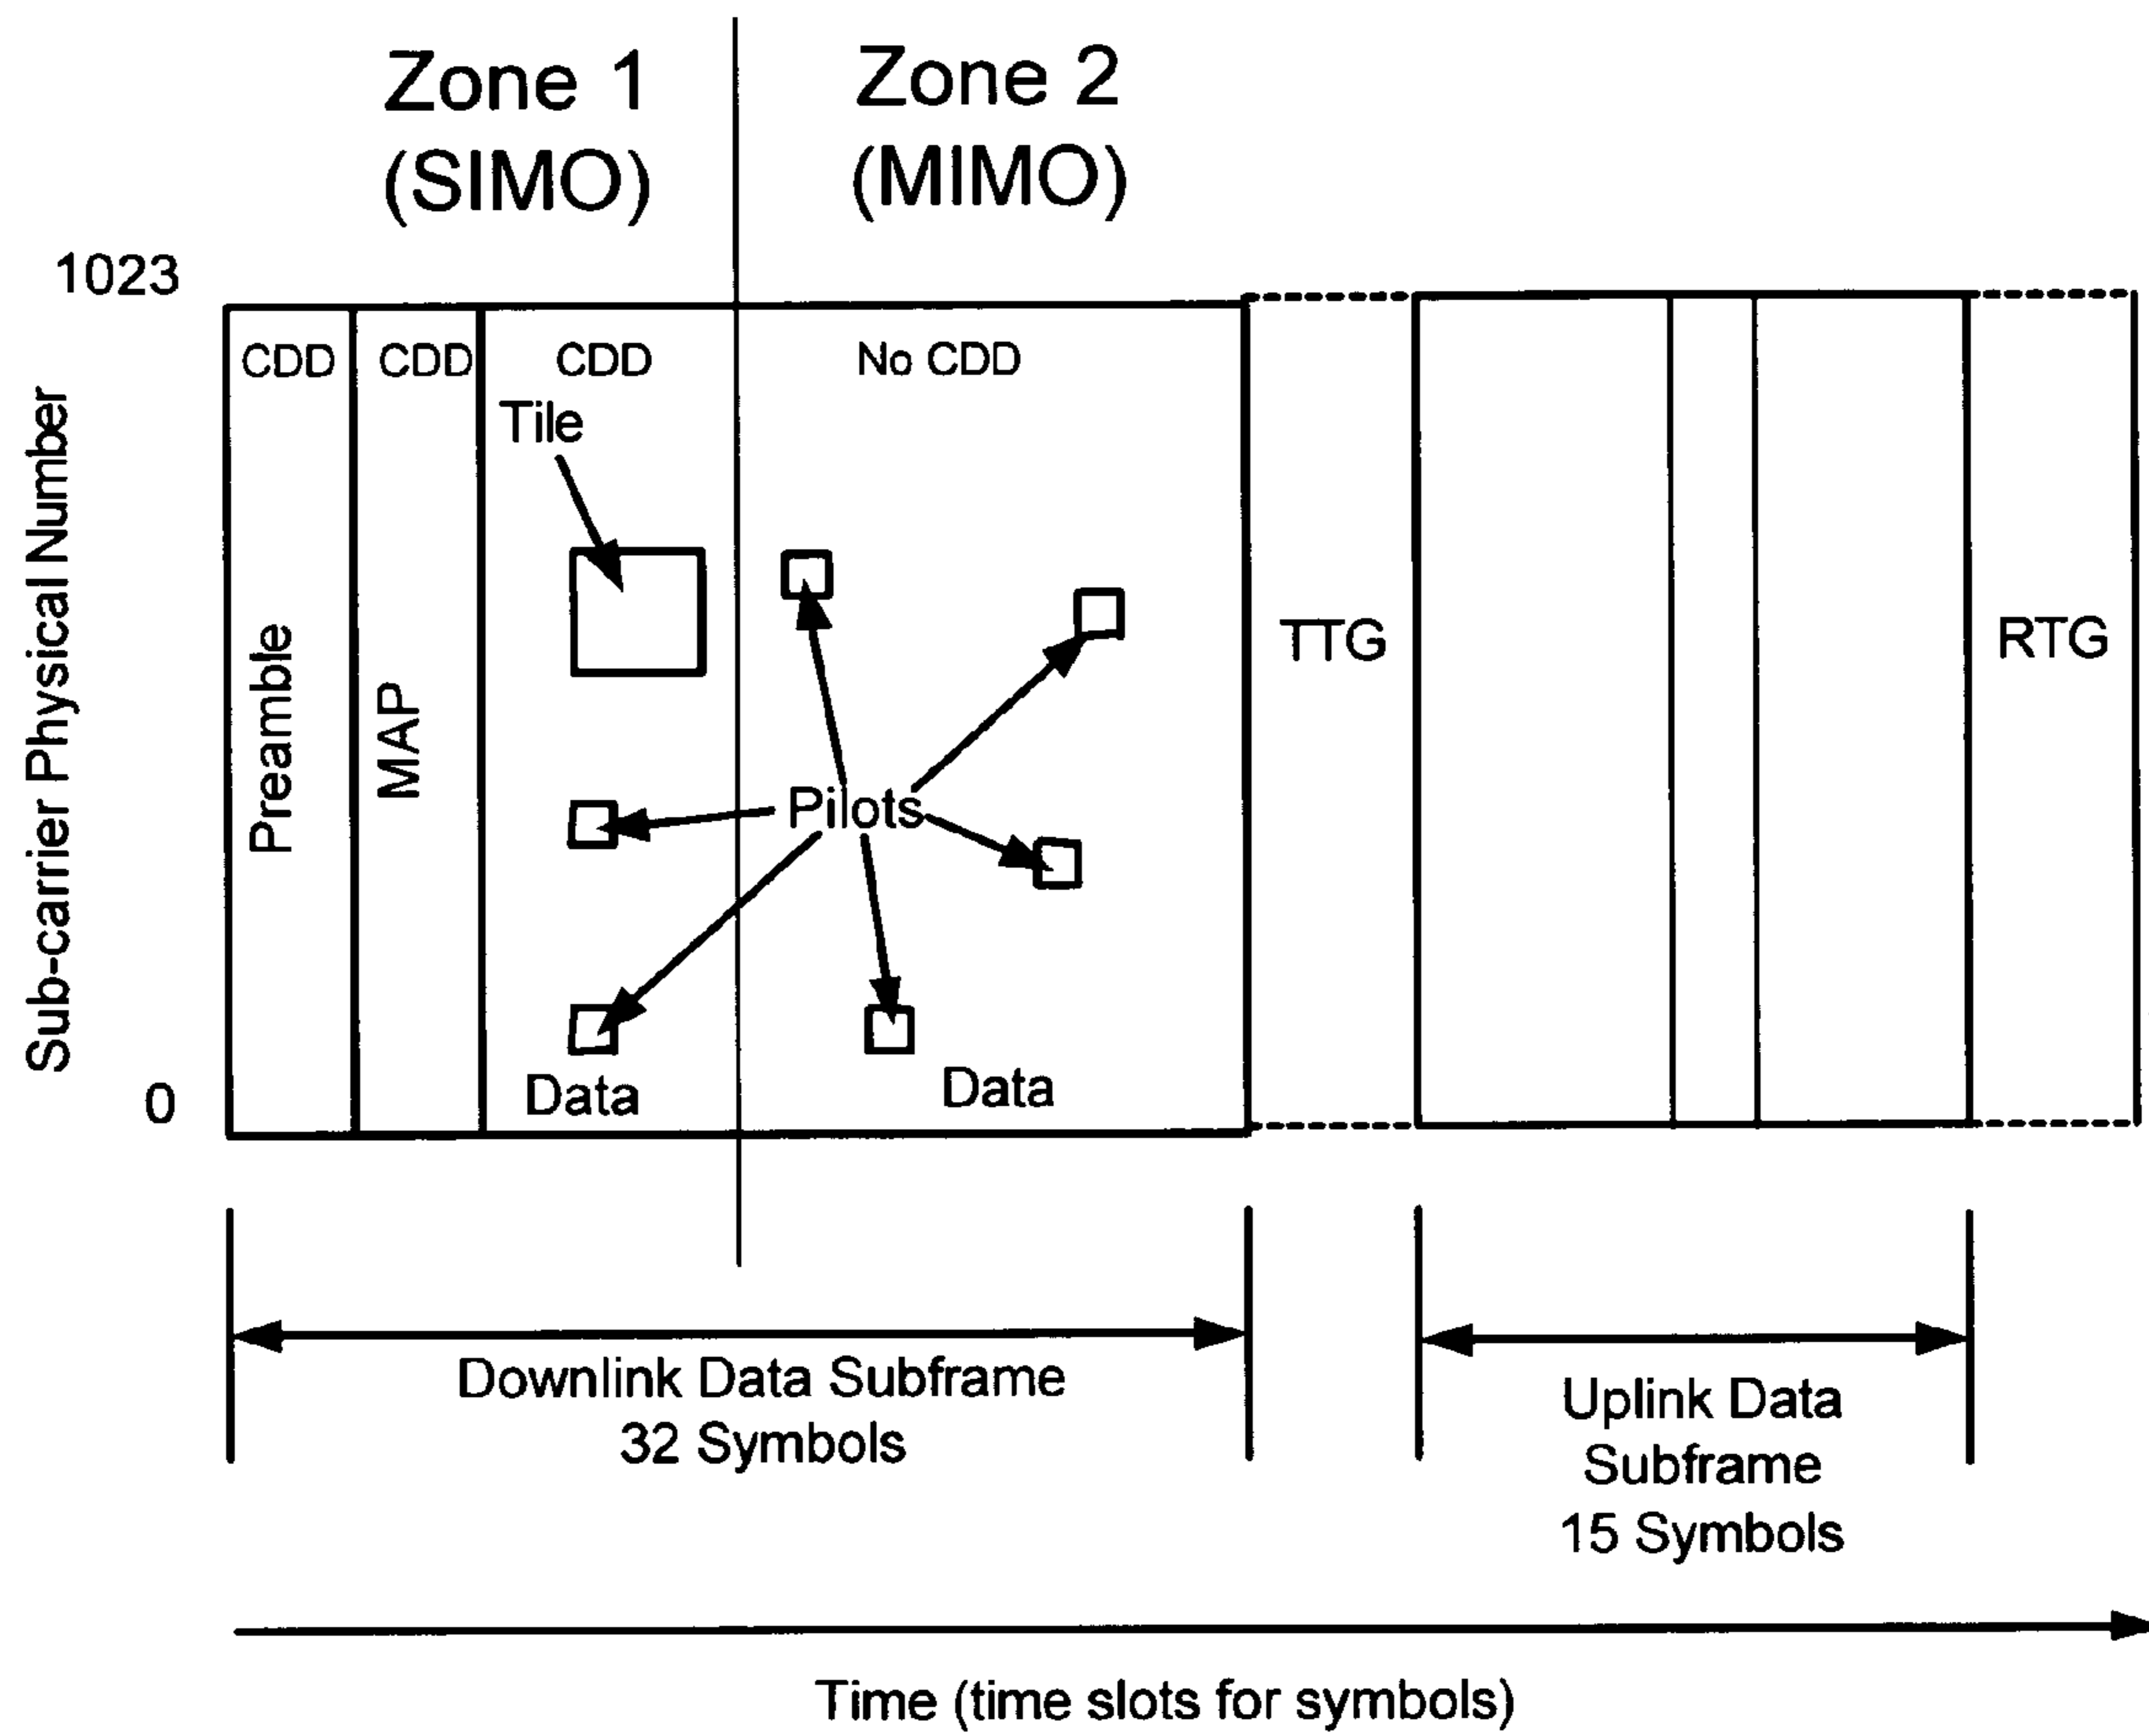 Zone 1
(SIMO)
Zone 2
(MIMO)
1023
CDD
CDD
CDD
No CDD
Tile
Sub-carrier Physical Number
Preamble
MAP
TTG
RTG
Pilots
0
Data
Data
Downlink Data Subframe
32 Symbols
Uplink Data
Subframe
15 Symbols
Time (time slots for symbols)